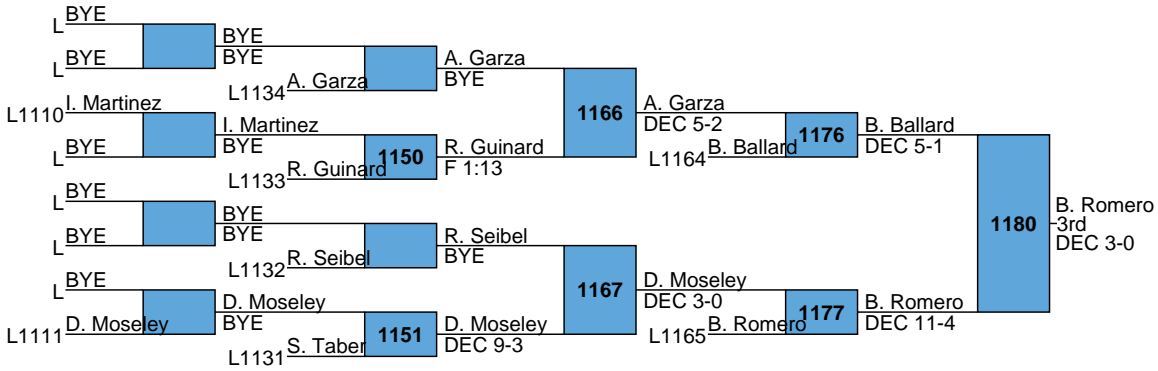 L BYE
BYE
L BYE
BYE
L1134 A. Garza
A. Garza
BYE
L1110 I. Martinez
I. Martinez
L BYE
BYE
L1133 R. Guinard
1150
R. Guinard
F 1:13
1166
A. Garza
DEC 5-2
L1164 B. Ballard
1176
B. Ballard
DEC 5-1
L BYE
BYE
L BYE
BYE
L1132 R. Seibel
R. Seibel
BYE
L BYE
D. Moseley
BYE
L1111 D. Moseley
L1131 S. Taber
1151
D. Moseley
DEC 9-3
1167
D. Moseley
DEC 3-0
L1165 B. Romero
1177
B. Romero
DEC 11-4
1180
B. Romero
3rd
DEC 3-0